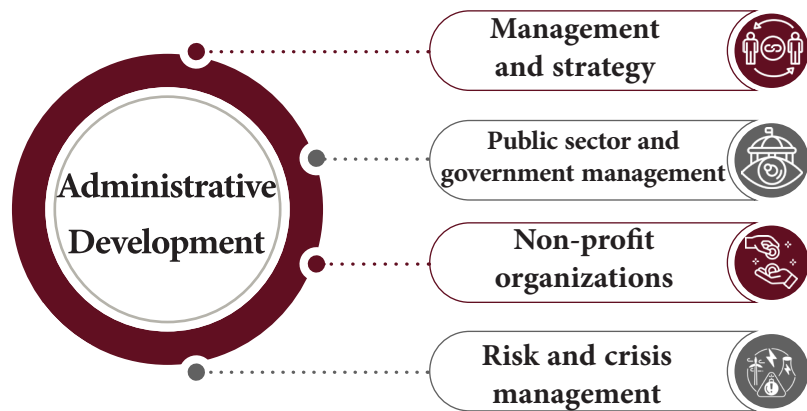 Administrative
Development
Management
and strategy
Public sector and
government management
Non-profit
organizations
Risk and crisis
management